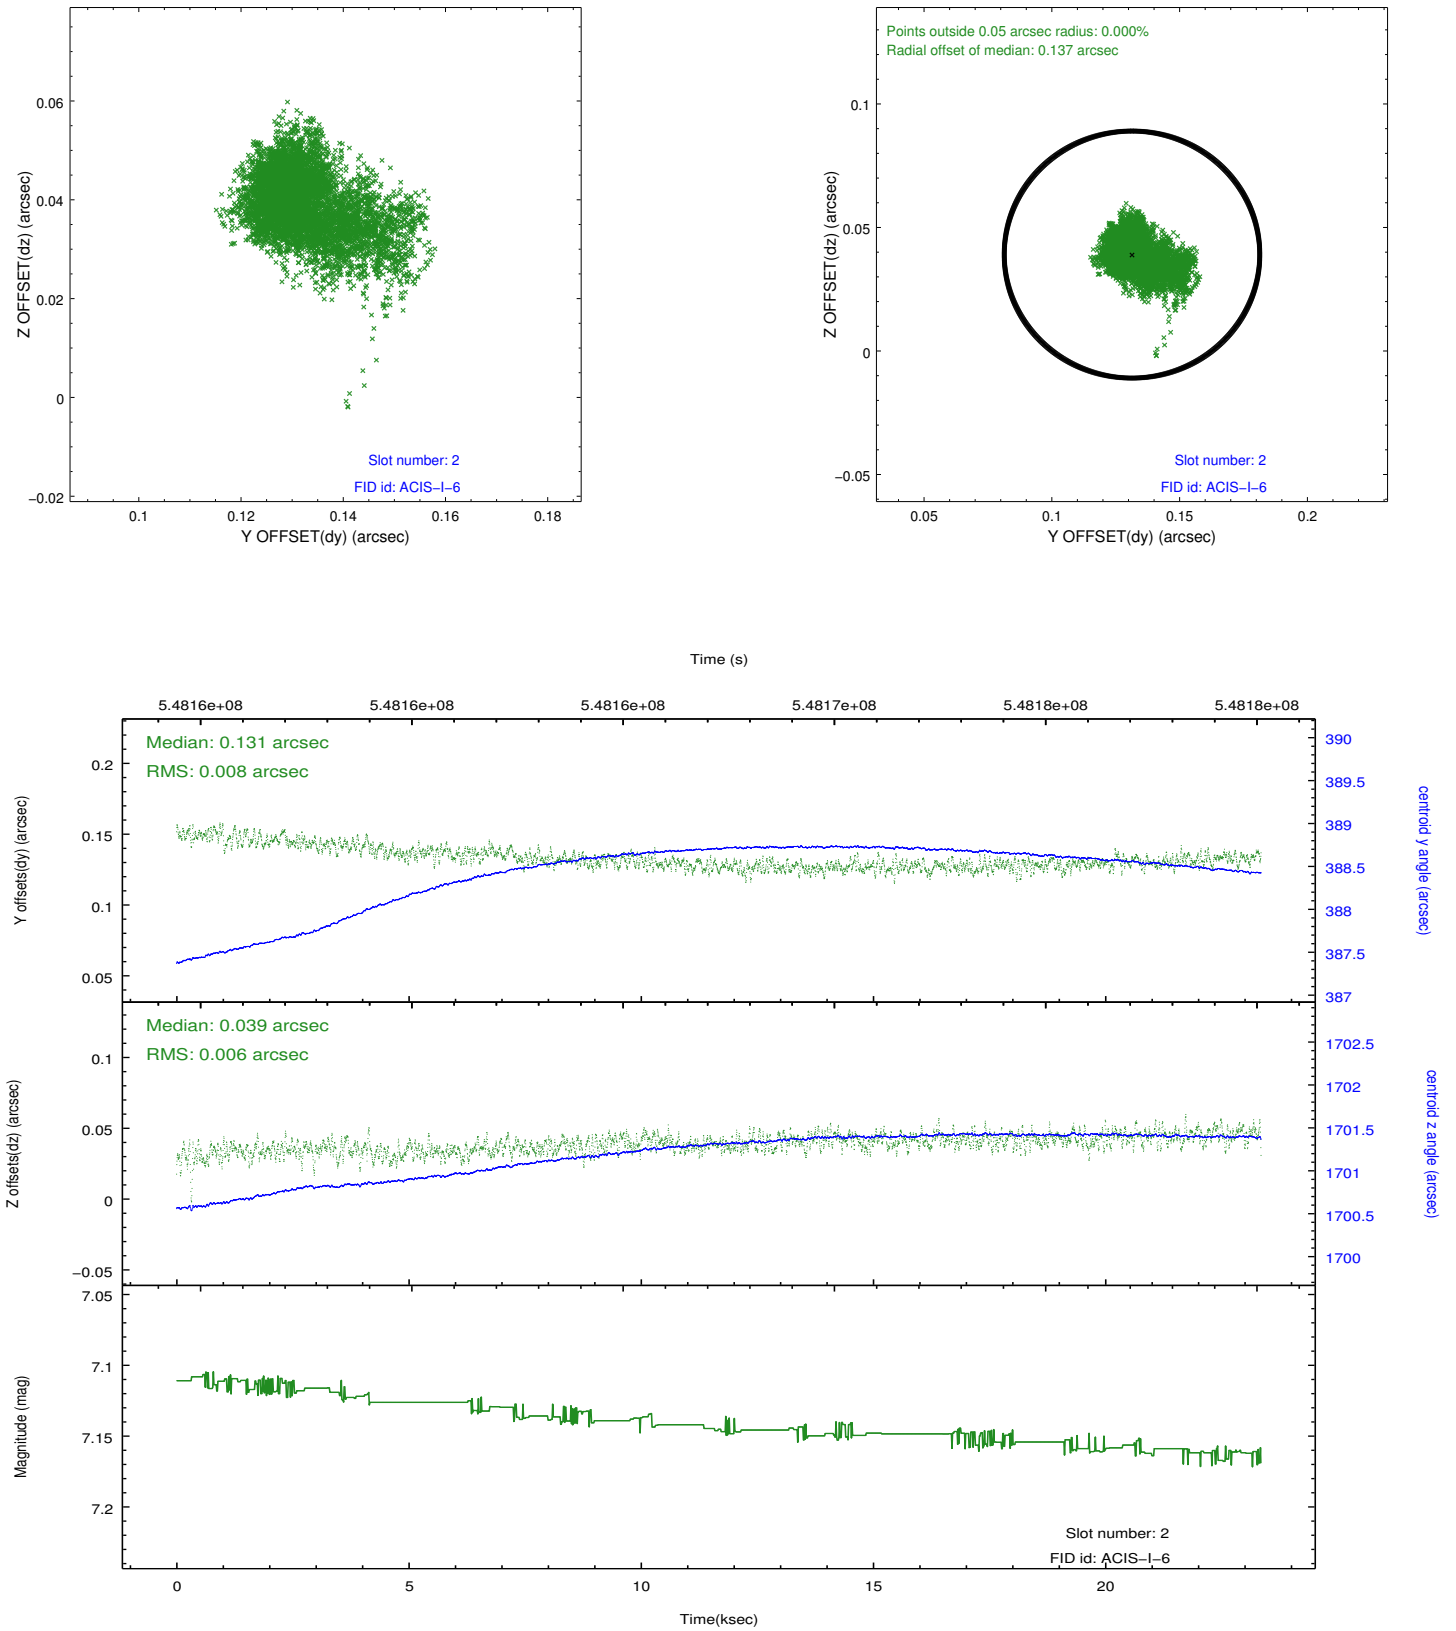 0.06
0.04
0.02
0
−0.02
Z OFFSET(dz) (arcsec)
Slot number: 2
FID id: ACIS−I−6
0.1 0.12 0.14 0.16 0.18
Y OFFSET(dy) (arcsec)
Points outside 0.05 arcsec radius: 0.000%
Radial offset of median: 0.137 arcsec
0.1
0.05
0
−0.05
Z OFFSET(dz) (arcsec)
Slot number: 2
FID id: ACIS−I−6
0.05 0.1 0.15 0.2
Y OFFSET(dy) (arcsec)
Time (s)
5.4816e+08 5.4816e+08 5.4816e+08 5.4817e+08 5.4818e+08 5.4818e+08
Median: 0.131 arcsec
RMS: 0.008 arcsec
0.2
0.15
0.1
0.05
Y offsets(dy) (arcsec)
390
389.5
389
388.5
388
387.5
387
centroid y angle (arcsec)
Median: 0.039 arcsec
RMS: 0.006 arcsec
0.1
0.05
0
−0.05
Z offsets(dz) (arcsec)
1702.5
1702
1701.5
1701
1700.5
1700
centroid z angle (arcsec)
7.05
7.1
7.15
7.2
Magnitude (mag)
Slot number: 2
FID id: ACIS−I−6
0 5 10 15 20
Time(ksec)